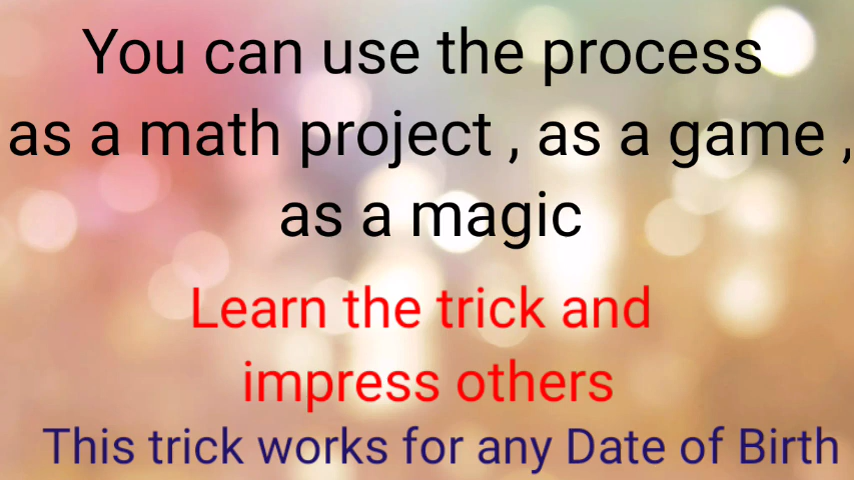 You can use the process
as a math project , as a game ,
as a magic
Learn the trick and
impress others
This trick works for any Date of Birth